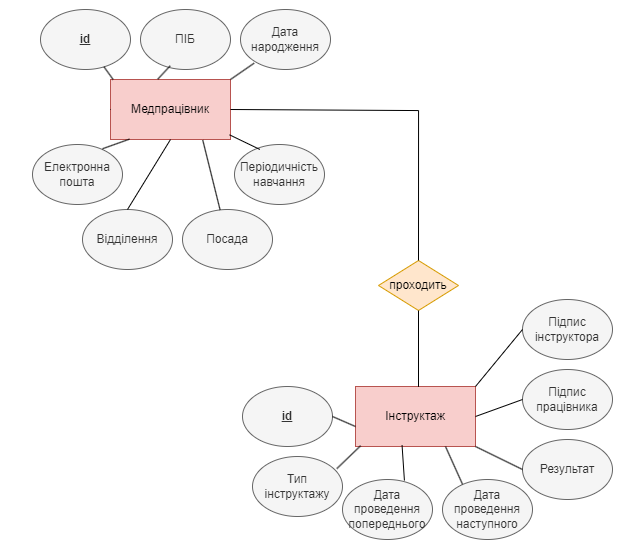 id
ПІБ
Дата
народження
Медпрацівник
Електронна
пошта
Періодичність
навчання
Відділення
Посада
проходить
Підпис
інструктора
Підпис
працівника
Інструктаж
id
Результат
Тип
інструктажу
Дата
проведення
попереднього
Дата
проведення
наступного